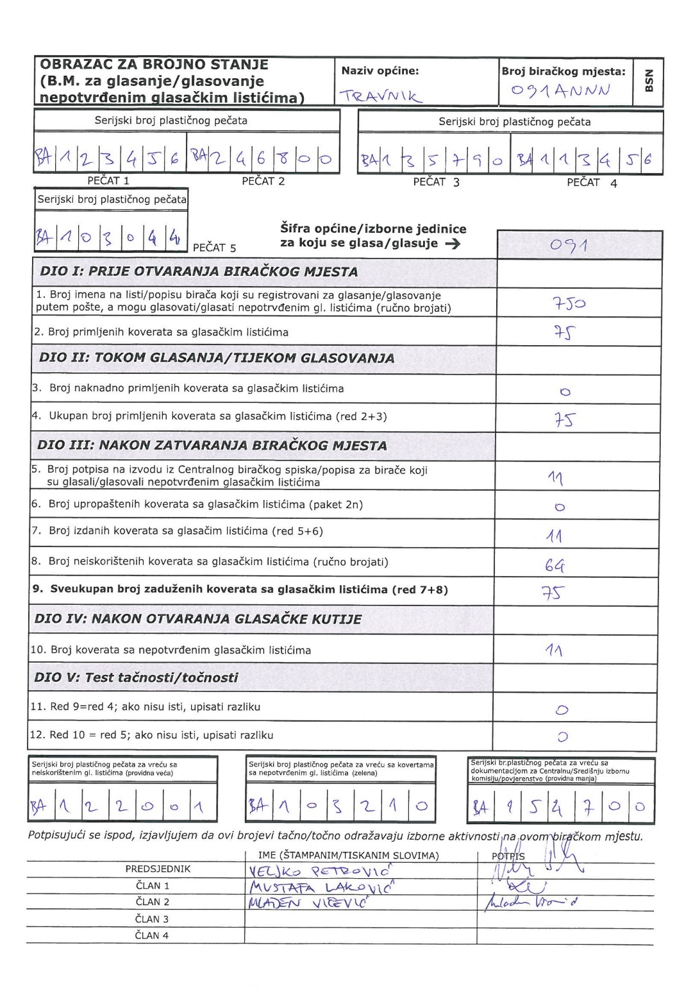 OBRAZAC ZA BROJNO STANJE
(B.M. za glasanje/glasovanje
nepotvrđenim glasačkim listićima)
Naziv općine:
TRAVNIK
Broj biračkog mjesta:
091ANNN
BSN
Serijski broj plastičnog pečata
Serijski broj plastičnog pečata
BA 1 2 3 4 5 6 BA 2 4 6 8 0 0
BA 1 3 5 7 9 0 BA 1 1 3 4 5 6
PEČAT 1 PEČAT 2 PEČAT 3 PEČAT 4
Serijski broj plastičnog pečata
BA 1 0 3 0 4 4 PEČAT 5
Šifra općine/izborne jedinice
za koju se glasa/glasuje → 091
DIO I: PRIJE OTVARANJA BIRAČKOG MJESTA
1. Broj imena na listi/popisu birača koji su registrovani za glasanje/glasovanje
putem pošte, a mogu glasovati/glasati nepotrvđenim gl. listićima (ručno brojati) 750
2. Broj primljenih koverata sa glasačkim listićima 75
DIO II: TOKOM GLASANJA/TIJEKOM GLASOVANJA
3. Broj naknadno primljenih koverata sa glasačkim listićima 0
4. Ukupan broj primljenih koverata sa glasačkim listićima (red 2+3) 75
DIO III: NAKON ZATVARANJA BIRAČKOG MJESTA
5. Broj potpisa na izvodu iz Centralnog biračkog spiska/popisa za birače koji
su glasali/glasovali nepotvrđenim glasačkim listićima 11
6. Broj upropaštenih koverata sa glasačkim listićima (paket 2n) 0
7. Broj izdanih koverata sa glasačim listićima (red 5+6) 11
8. Broj neiskorištenih koverata sa glasačkim listićima (ručno brojati) 64
9. Sveukupan broj zaduženih koverata sa glasačkim listićima (red 7+8) 75
DIO IV: NAKON OTVARANJA GLASAČKE KUTIJE
10. Broj koverata sa nepotvrđenim glasačkim listićima 11
DIO V: Test tačnosti/točnosti
11. Red 9=red 4; ako nisu isti, upisati razliku 0
12. Red 10 = red 5; ako nisu isti, upisati razliku 0
Serijski broj plastičnog pečata za vreću sa
neiskorištenim gl. listićima (providna veća)
BA 1 2 2 0 0 1
Serijski broj plastičnog pečata za vreću sa kovertama
sa nepotvrđenim gl. listićima (zelena)
BA 1 0 3 2 1 0
Serijski br.plastičnog pečata za vreću sa
dokumentacijom za Centralnu/Središnju izbornu
komisiju/povjerenstvo (providna manja)
BA 1 5 4 7 0 0
Potpisujući se ispod, izjavljujem da ovi brojevi tačno/točno odražavaju izborne aktivnosti na ovom biračkom mjestu.
IME (ŠTAMPANIM/TISKANIM SLOVIMA) POTPIS
PREDSJEDNIK VELJKO PETROVIĆ
ČLAN 1 MUSTAFA LAKOVIĆ
ČLAN 2 MLADEN VIĆEVIĆ Mladen
ČLAN 3
ČLAN 4